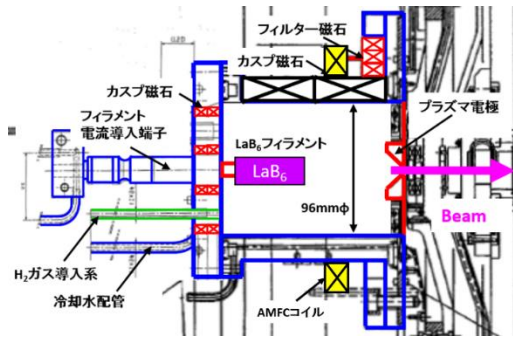 フィルター磁石
カスプ磁石
カスプ磁石
フィラメント
電流導入端子
プラズマ電極
LaB₆フィラメント
LaB₆
96mmφ
Beam
H₂ガス導入系
冷却水配管
AMFCコイル